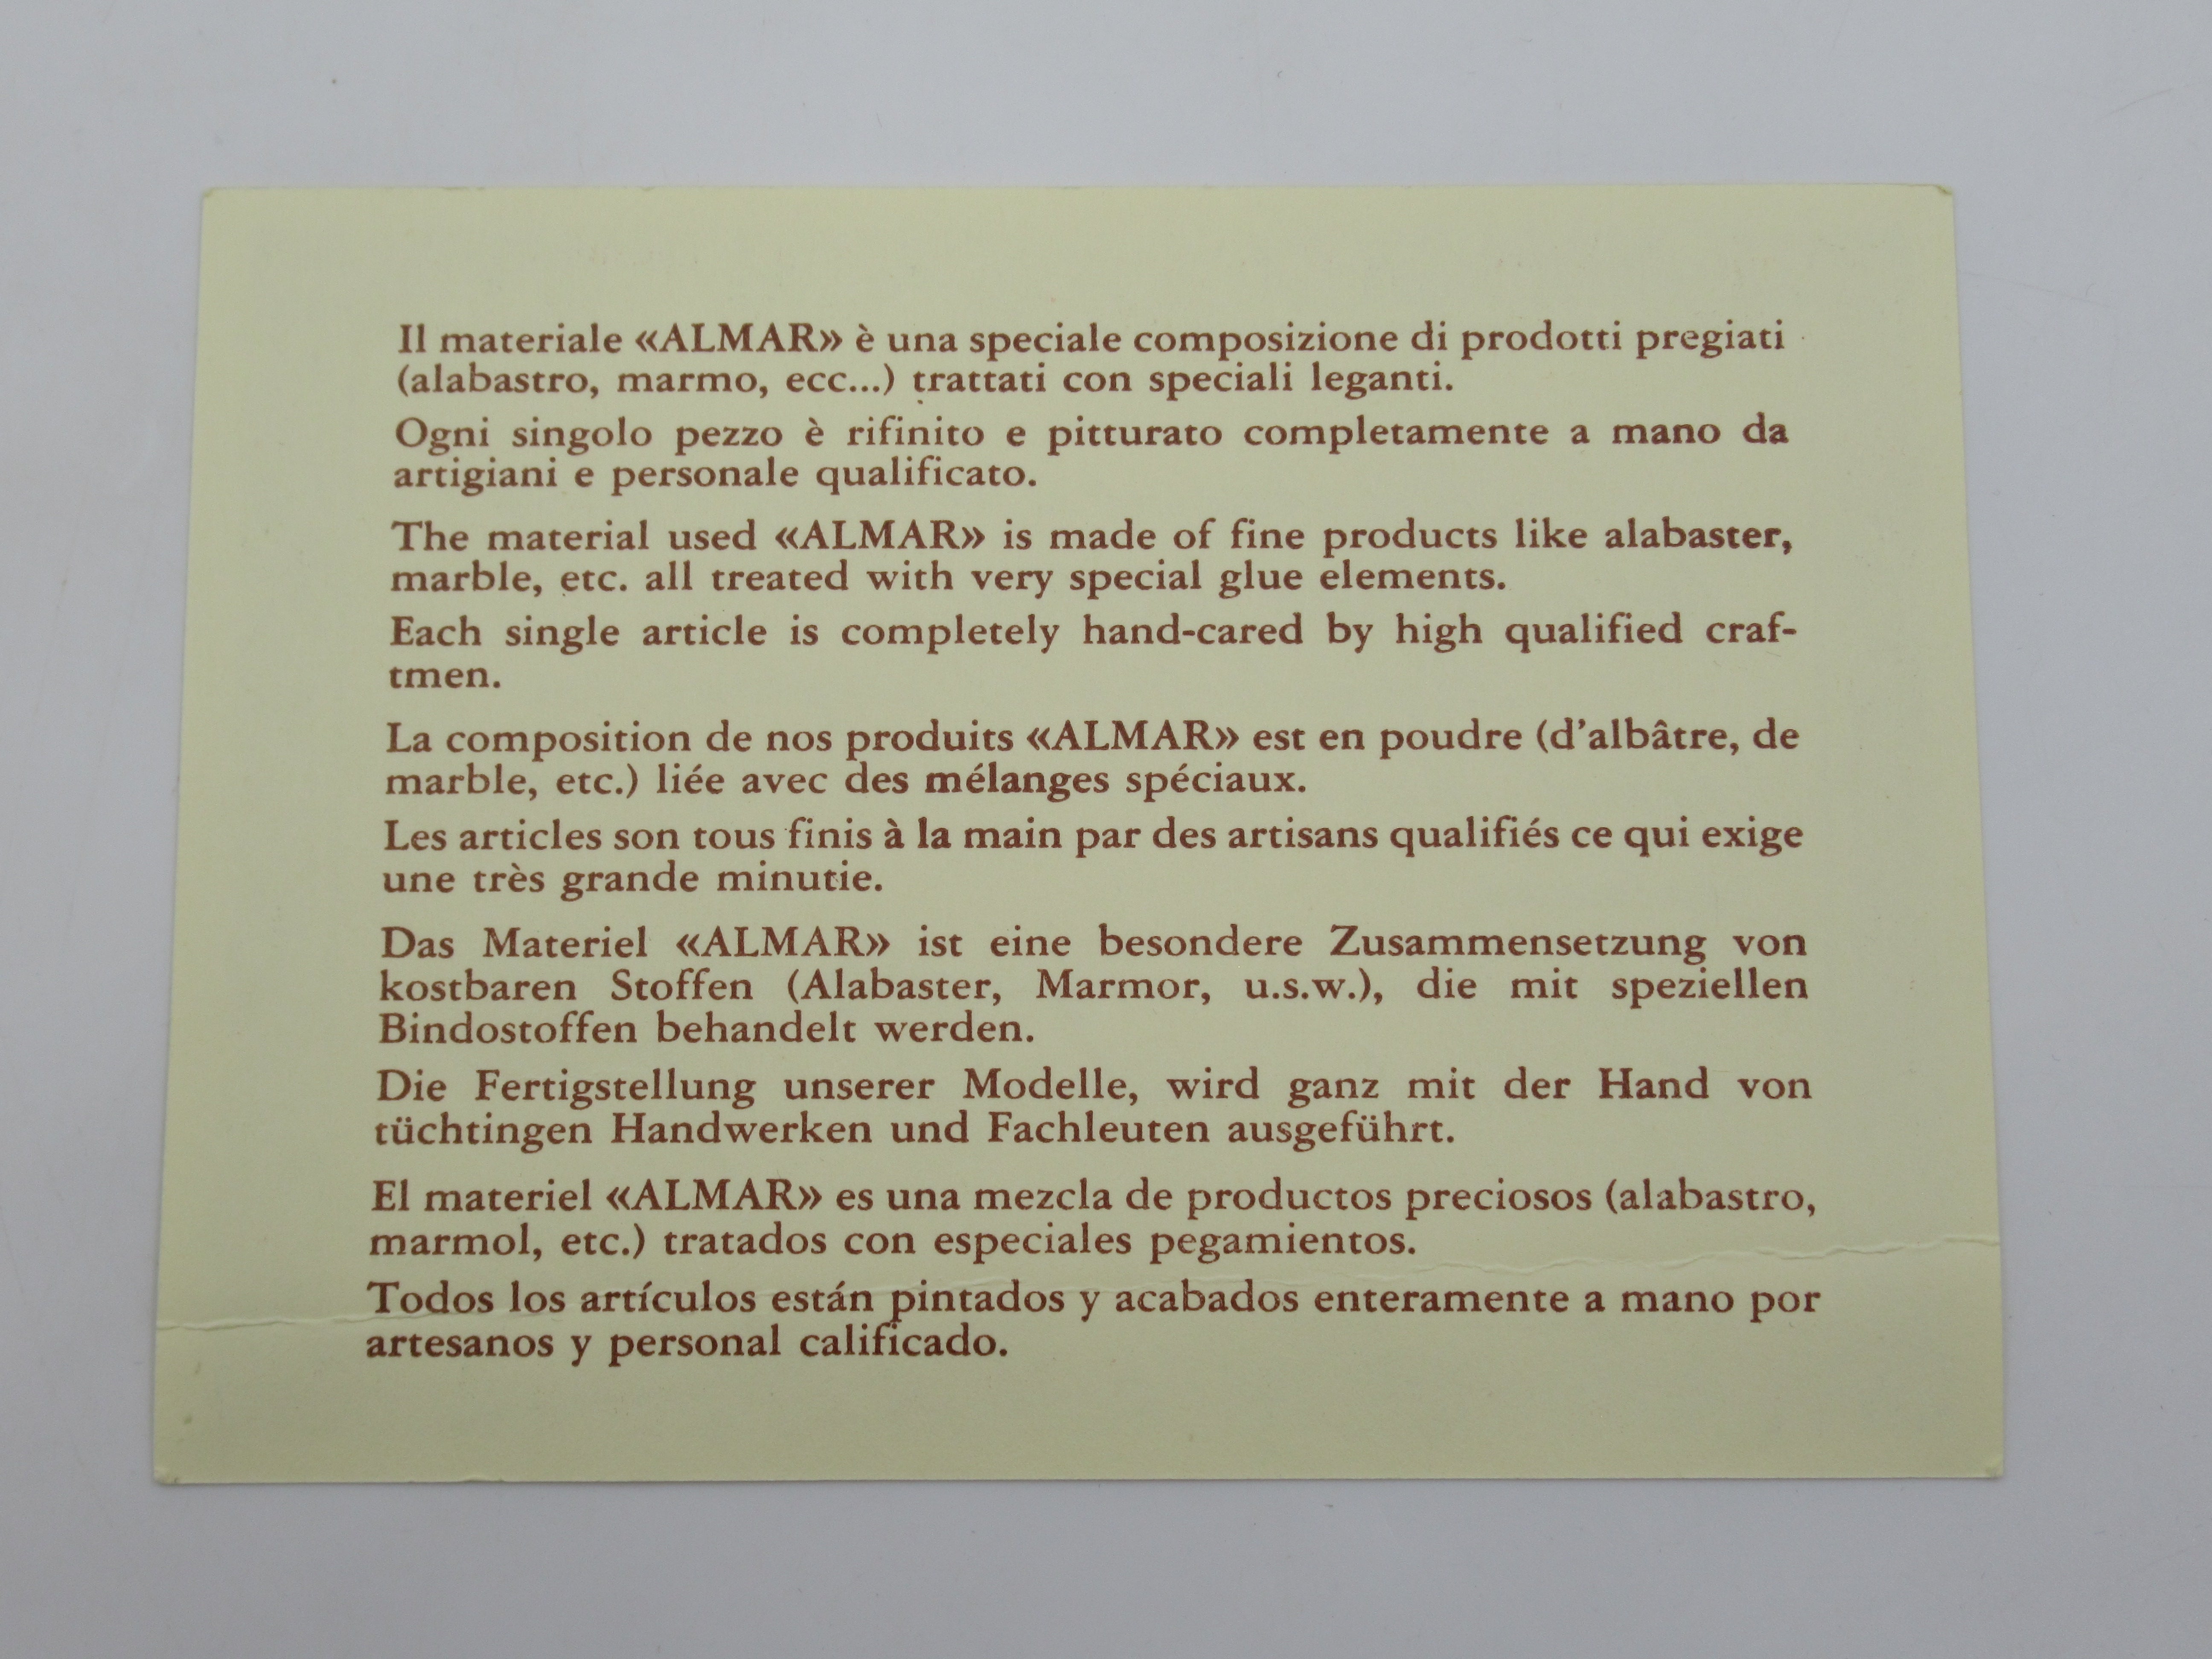 Il materiale «ALMAR» è una speciale composizione di prodotti pregiati
(alabastro, marmo, ecc...) trattati con speciali leganti.
Ogni singolo pezzo è rifinito e pitturato completamente a mano da
artigiani e personale qualificato.
The material used «ALMAR» is made of fine products like alabaster,
marble, etc. all treated with very special glue elements.
Each single article is completely hand-cared by high qualified craf-
tmen.
La composition de nos produits «ALMAR» est en poudre (d'albâtre, de
marble, etc.) liée avec des mélanges spéciaux.
Les articles son tous finis à la main par des artisans qualifiés ce qui exige
une très grande minutie.
Das Materiel «ALMAR» ist eine besondere Zusammensetzung von
kostbaren Stoffen (Alabaster, Marmor, u.s.w.), die mit speziellen
Bindostoffen behandelt werden.
Die Fertigstellung unserer Modelle, wird ganz mit der Hand von
tüchtingen Handwerken und Fachleuten ausgeführt.
El materiel «ALMAR» es una mezcla de productos preciosos (alabastro,
marmol, etc.) tratados con especiales pegamientos.
Todos los artículos están pintados y acabados enteramente a mano por
artesanos y personal calificado.